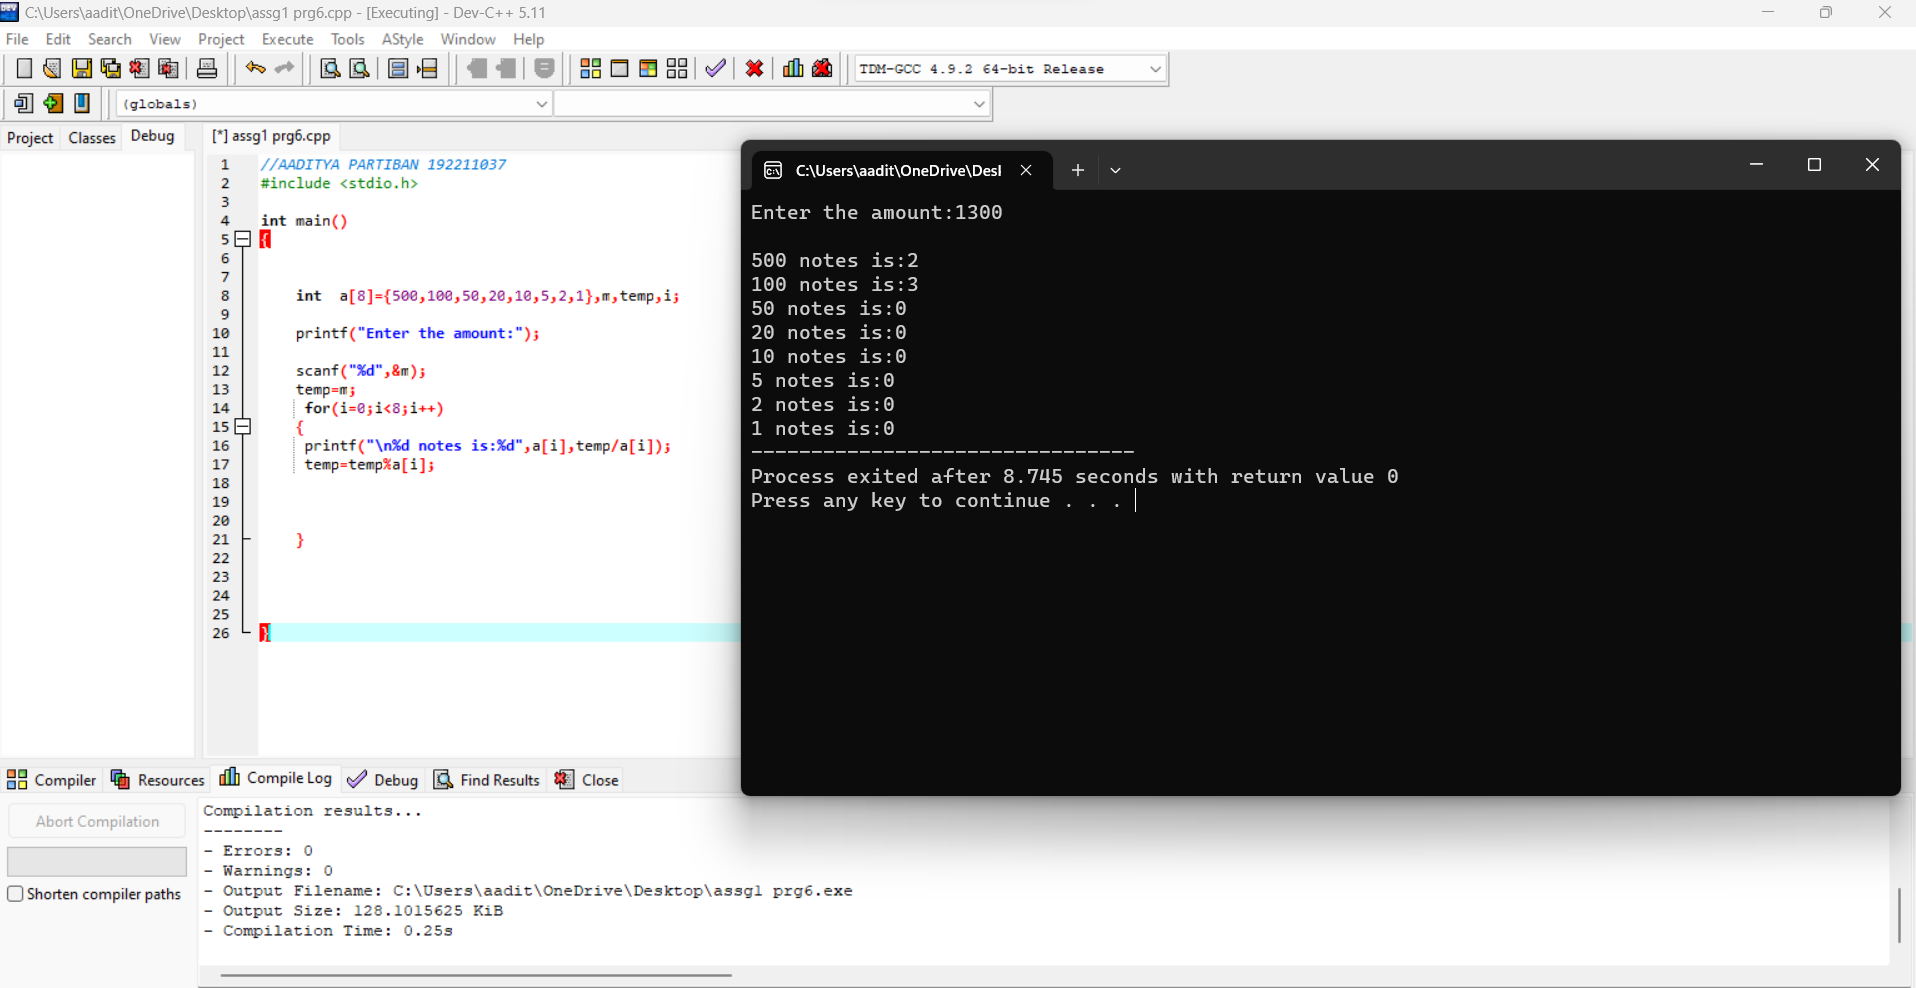 C:\Users\aadit\OneDrive\Desktop\assg1 prg6.cpp - [Executing] - Dev-C++ 5.11
File Edit Search View Project Execute Tools AStyle Window Help
TDM-GCC 4.9.2 64-bit Release
(globals)
Project Classes Debug
[*] assg1 prg6.cpp
1 //AADITYA PARTIBAN 192211037
2 #include <stdio.h>
3
4 int main()
5 {
6
7
8 int  a[8]={500,100,50,20,10,5,2,1},m,temp,i;
9
10 printf("Enter the amount:");
11
12 scanf("%d",&m);
13 temp=m;
14 for(i=0;i<8;i++)
15 {
16 printf("\n%d notes is:%d",a[i],temp/a[i]);
17 temp=temp%a[i];
18
19
20
21 }
22
23
24
25
26 }
C:\Users\aadit\OneDrive\Desl
Enter the amount:1300
500 notes is:2
100 notes is:3
50 notes is:0
20 notes is:0
10 notes is:0
5 notes is:0
2 notes is:0
1 notes is:0
--------------------------------
Process exited after 8.745 seconds with return value 0
Press any key to continue . . .
Compiler Resources Compile Log Debug Find Results Close
Abort Compilation
Shorten compiler paths
Compilation results...
--------
- Errors: 0
- Warnings: 0
- Output Filename: C:\Users\aadit\OneDrive\Desktop\assg1 prg6.exe
- Output Size: 128.1015625 KiB
- Compilation Time: 0.25s